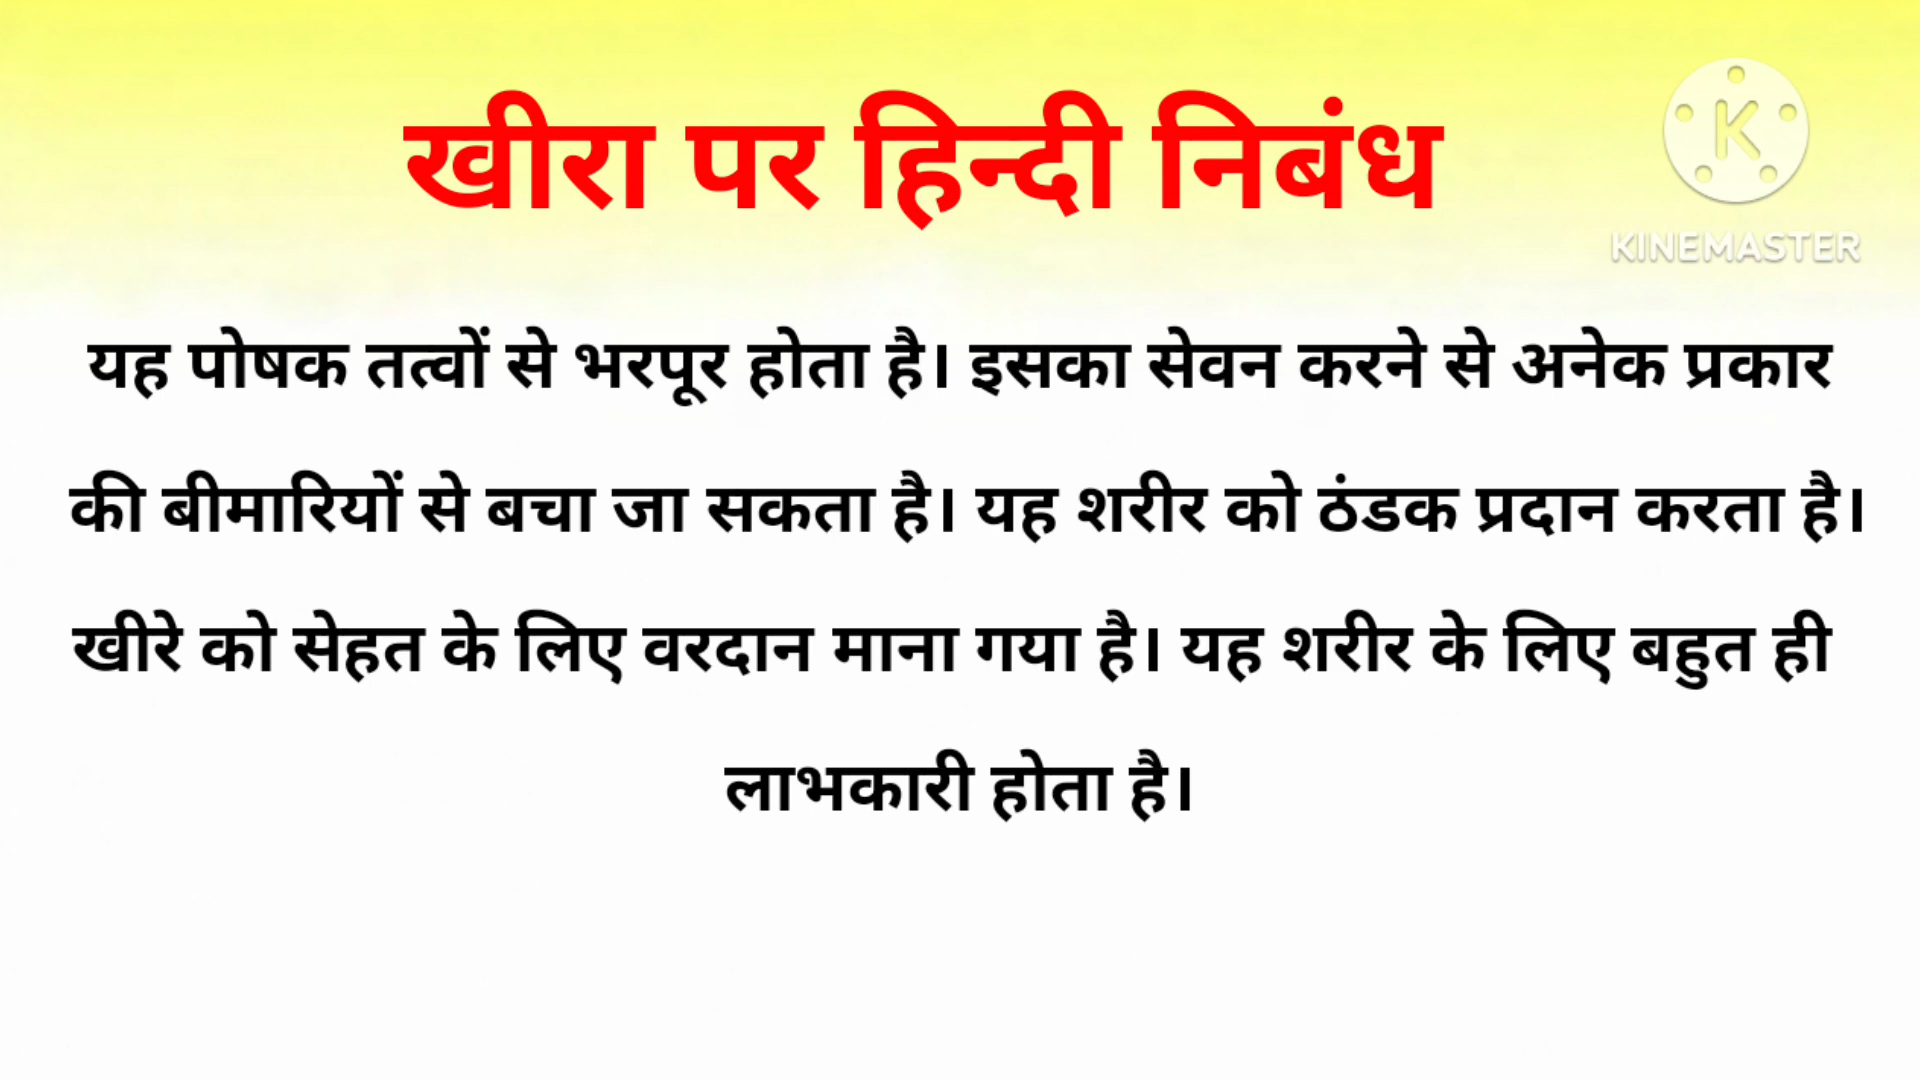 खीरा पर हिन्दी निबंध
KINEMASTER
यह पोषक तत्वों से भरपूर होता है। इसका सेवन करने से अनेक प्रकार
की बीमारियों से बचा जा सकता है। यह शरीर को ठंडक प्रदान करता है।
खीरे को सेहत के लिए वरदान माना गया है। यह शरीर के लिए बहुत ही
लाभकारी होता है।